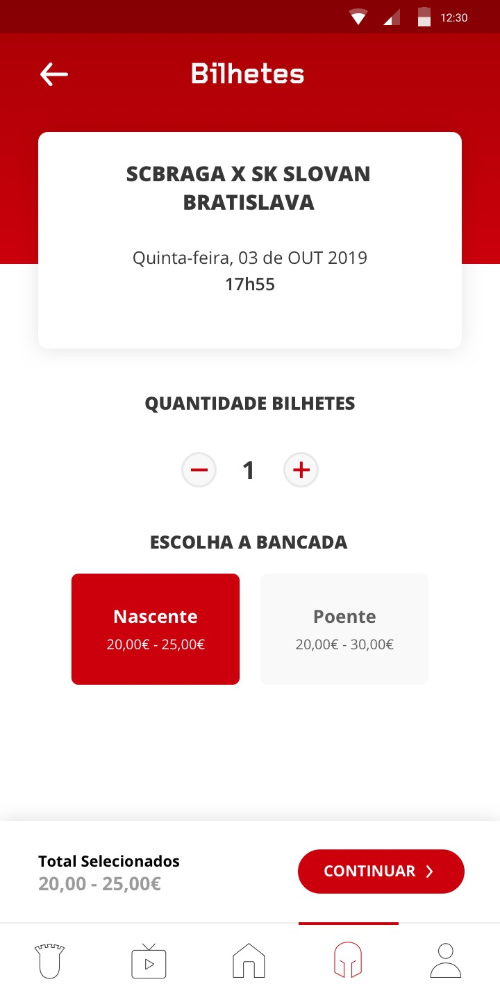 12:30
Bilhetes
SCBRAGA X SK SLOVAN
BRATISLAVA
Quinta-feira, 03 de OUT 2019
17h55
QUANTIDADE BILHETES
1
ESCOLHA A BANCADA
Nascente
20,00€ - 25,00€
Poente
20,00€ - 30,00€
Total Selecionados
20,00 - 25,00€
CONTINUAR